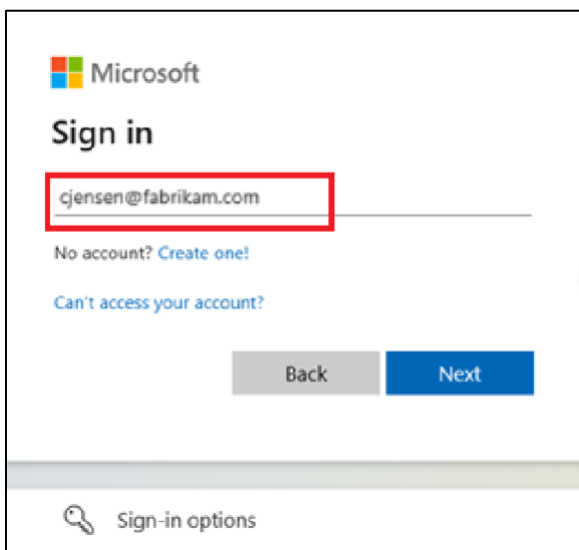 Microsoft
Sign in
cjensen@fabrikam.com
No account? Create one!
Can't access your account?
Back Next
Sign-in options